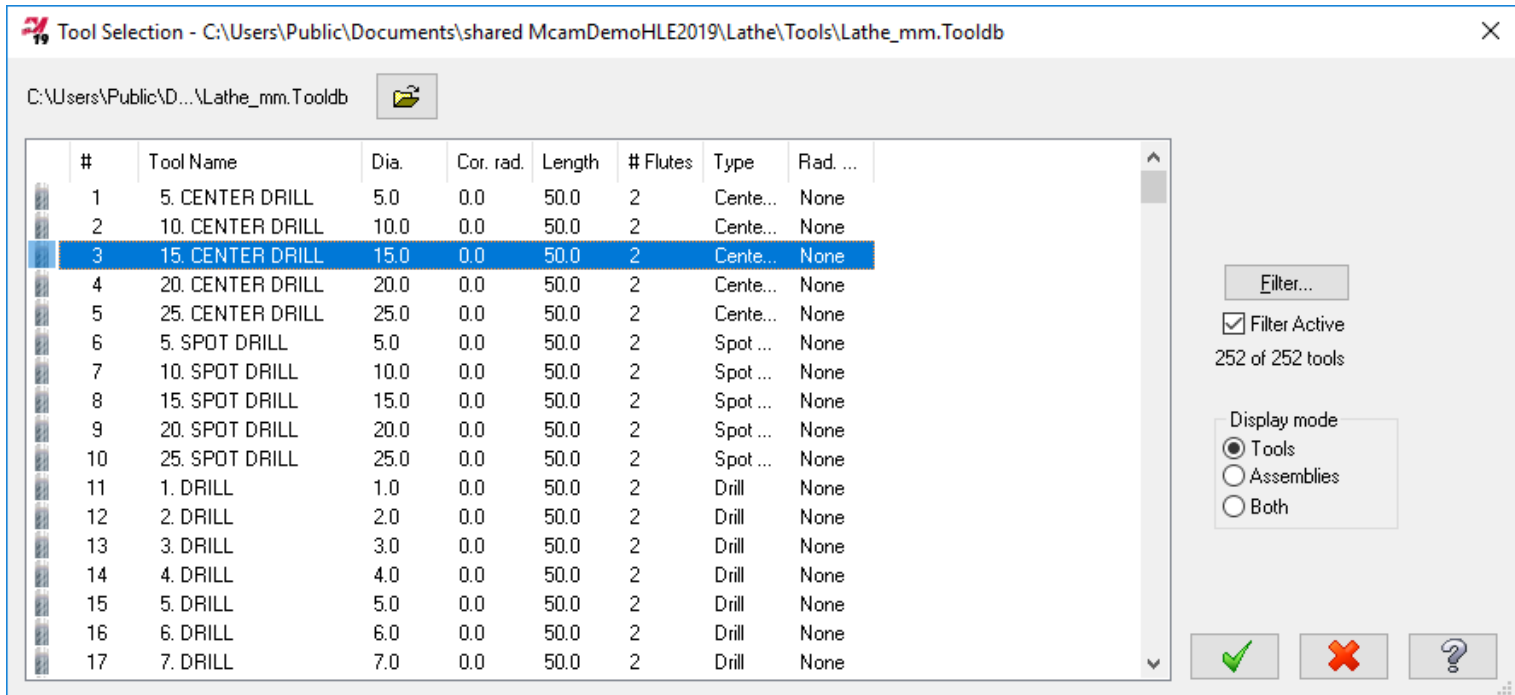 19 Tool Selection - C:\Users\Public\Documents\shared McamDemoHLE2019\Lathe\Tools\Lathe_mm.Tooldb
C:\Users\Public\D...\Lathe_mm.Tooldb
# Tool Name Dia. Cor. rad. Length # Flutes Type Rad. ...
1 5. CENTER DRILL 5.0 0.0 50.0 2 Cente... None
2 10. CENTER DRILL 10.0 0.0 50.0 2 Cente... None
3 15. CENTER DRILL 15.0 0.0 50.0 2 Cente... None
4 20. CENTER DRILL 20.0 0.0 50.0 2 Cente... None
5 25. CENTER DRILL 25.0 0.0 50.0 2 Cente... None
6 5. SPOT DRILL 5.0 0.0 50.0 2 Spot ... None
7 10. SPOT DRILL 10.0 0.0 50.0 2 Spot ... None
8 15. SPOT DRILL 15.0 0.0 50.0 2 Spot ... None
9 20. SPOT DRILL 20.0 0.0 50.0 2 Spot ... None
10 25. SPOT DRILL 25.0 0.0 50.0 2 Spot ... None
11 1. DRILL 1.0 0.0 50.0 2 Drill None
12 2. DRILL 2.0 0.0 50.0 2 Drill None
13 3. DRILL 3.0 0.0 50.0 2 Drill None
14 4. DRILL 4.0 0.0 50.0 2 Drill None
15 5. DRILL 5.0 0.0 50.0 2 Drill None
16 6. DRILL 6.0 0.0 50.0 2 Drill None
17 7. DRILL 7.0 0.0 50.0 2 Drill None
Filter...
Filter Active
252 of 252 tools
Display mode
Tools
Assemblies
Both